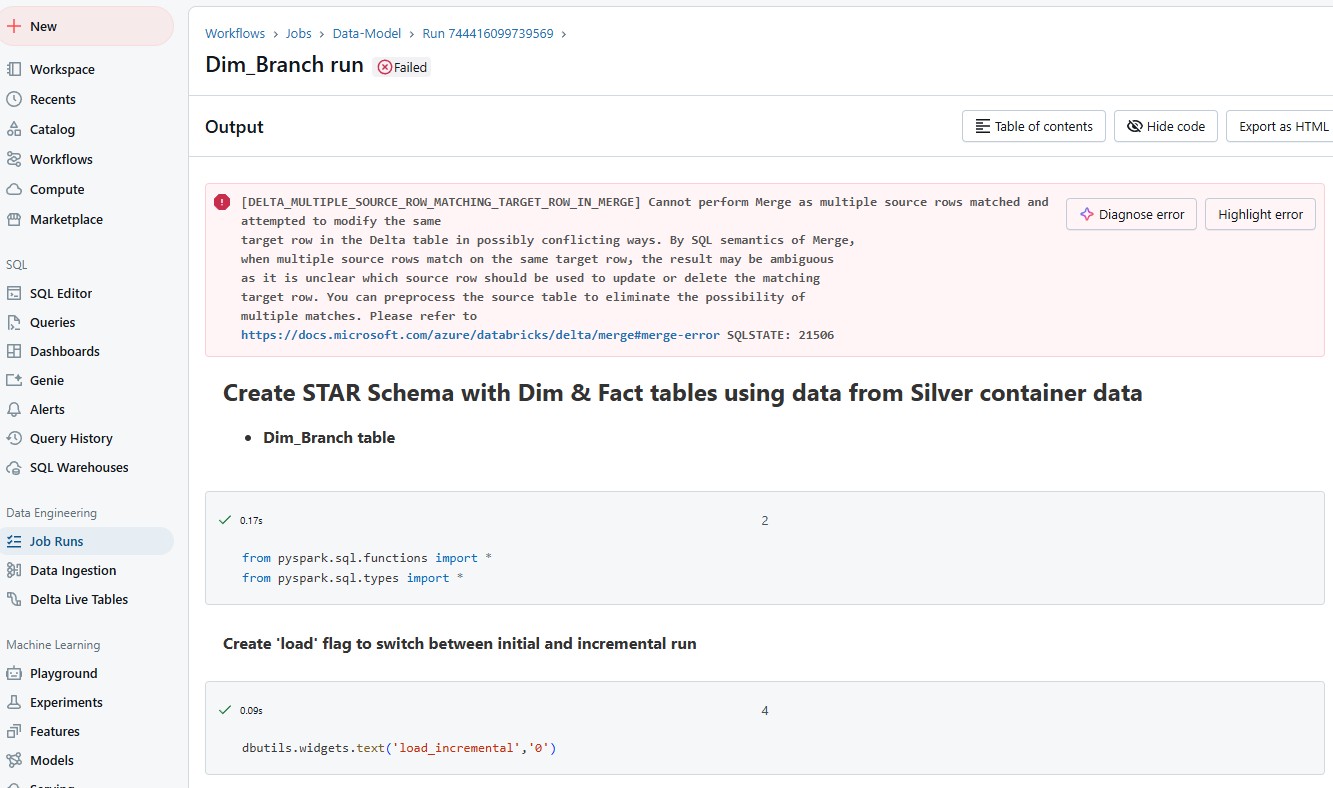 New
Workspace
Recents
Catalog
Workflows
Compute
Marketplace
SQL
SQL Editor
Queries
Dashboards
Genie
Alerts
Query History
SQL Warehouses
Data Engineering
Job Runs
Data Ingestion
Delta Live Tables
Machine Learning
Playground
Experiments
Features
Models
Serving
Workflows › Jobs › Data-Model › Run 744416099739569 ›
Dim_Branch run Failed
Output
Table of contents Hide code Export as HTML
[DELTA_MULTIPLE_SOURCE_ROW_MATCHING_TARGET_ROW_IN_MERGE] Cannot perform Merge as multiple source rows matched and
attempted to modify the same
target row in the Delta table in possibly conflicting ways. By SQL semantics of Merge,
when multiple source rows match on the same target row, the result may be ambiguous
as it is unclear which source row should be used to update or delete the matching
target row. You can preprocess the source table to eliminate the possibility of
multiple matches. Please refer to
https://docs.microsoft.com/azure/databricks/delta/merge#merge-error SQLSTATE: 21506
Diagnose error Highlight error
Create STAR Schema with Dim & Fact tables using data from Silver container data
• Dim_Branch table
0.17s 2
from pyspark.sql.functions import *
from pyspark.sql.types import *
Create 'load' flag to switch between initial and incremental run
0.09s 4
dbutils.widgets.text('load_incremental','0')